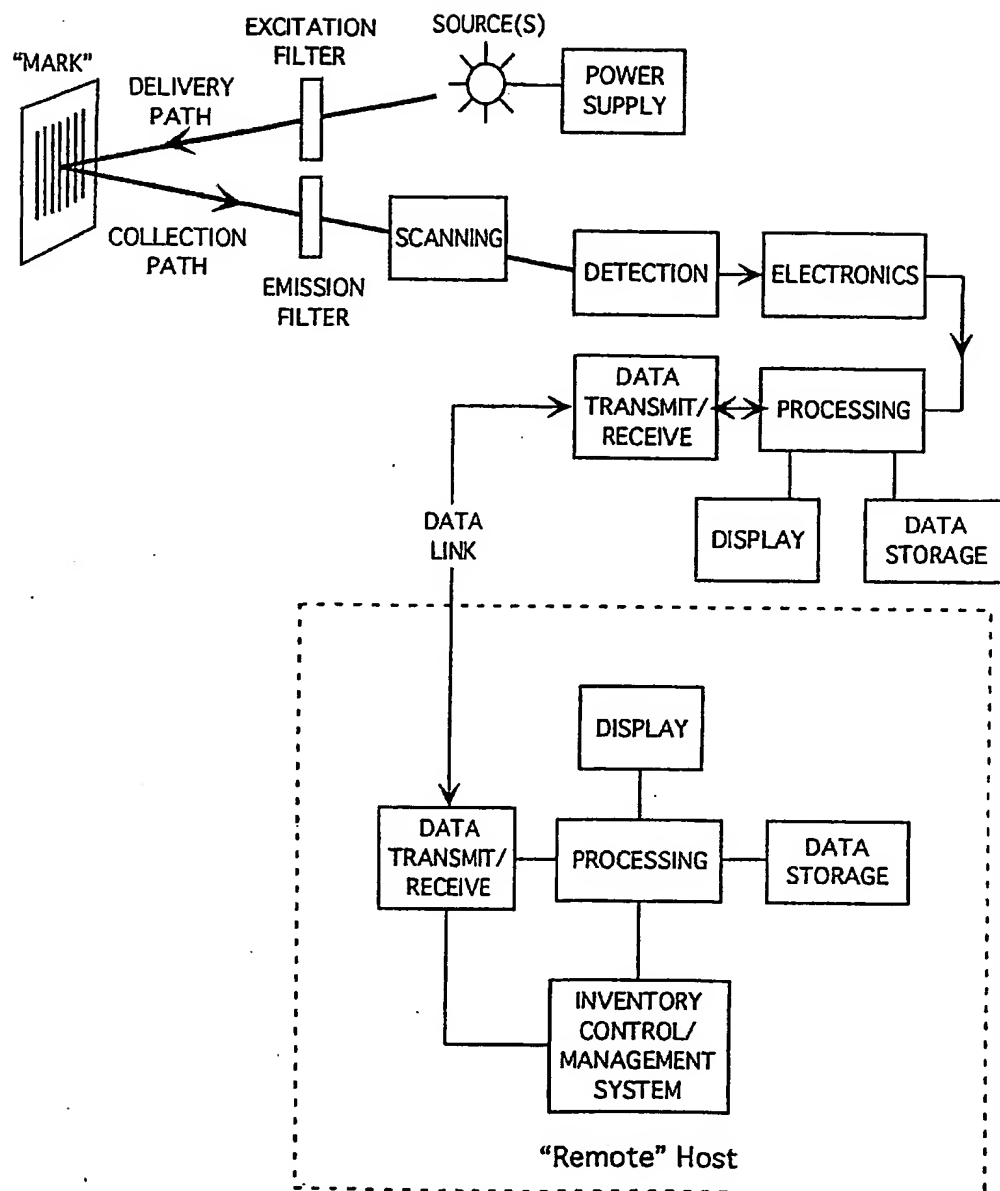 EXCITATION
FILTER
SOURCE(S)
"MARK"
DELIVERY
PATH
POWER
SUPPLY
COLLECTION
PATH
EMISSION
FILTER
SCANNING
DETECTION
ELECTRONICS
DATA
TRANSMIT/
RECEIVE
PROCESSING
DISPLAY
DATA
STORAGE
DATA
LINK
DISPLAY
DATA
TRANSMIT/
RECEIVE
PROCESSING
DATA
STORAGE
INVENTORY
CONTROL/
MANAGEMENT
SYSTEM
"Remote" Host